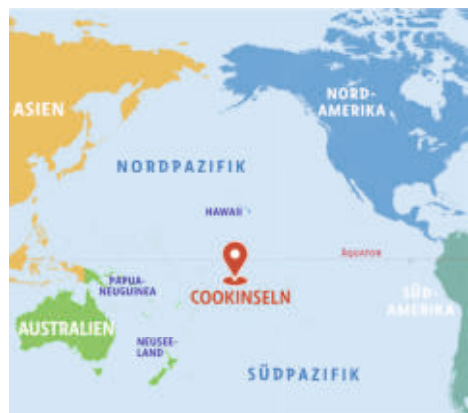 ASIEN
NORD-
AMERIKA
NORDPAZIFIK
HAWAII
Äquator
PAPUA-
NEUGUINEA
COOKINSELN
SÜD-
AMERIKA
AUSTRALIEN
NEUSEE-
LAND
SÜDPAZIFIK